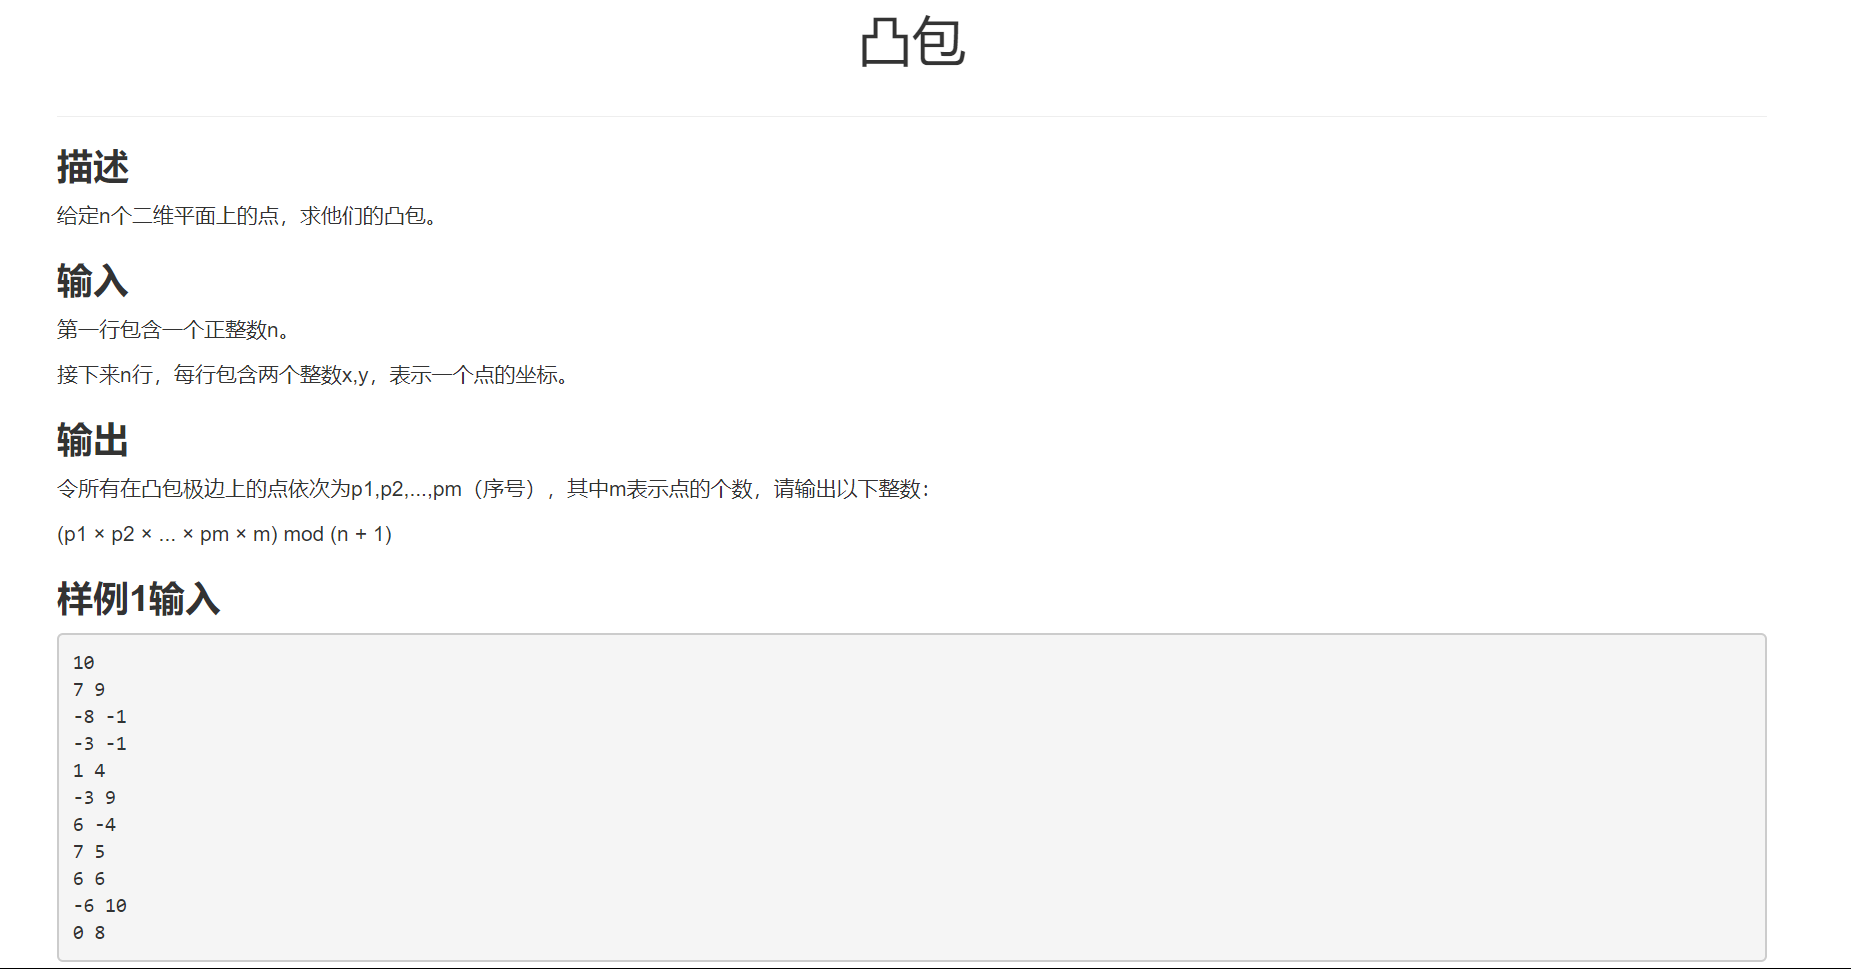 凸包
描述
给定n个二维平面上的点，求他们的凸包。
输入
第一行包含一个正整数n。
接下来n行，每行包含两个整数x,y，表示一个点的坐标。
输出
令所有在凸包极边上的点依次为p1,p2,...,pm（序号），其中m表示点的个数，请输出以下整数：
(p1 × p2 × ... × pm × m) mod (n + 1)
样例1输入
10
7 9
-8 -1
-3 -1
1 4
-3 9
6 -4
7 5
6 6
-6 10
0 8